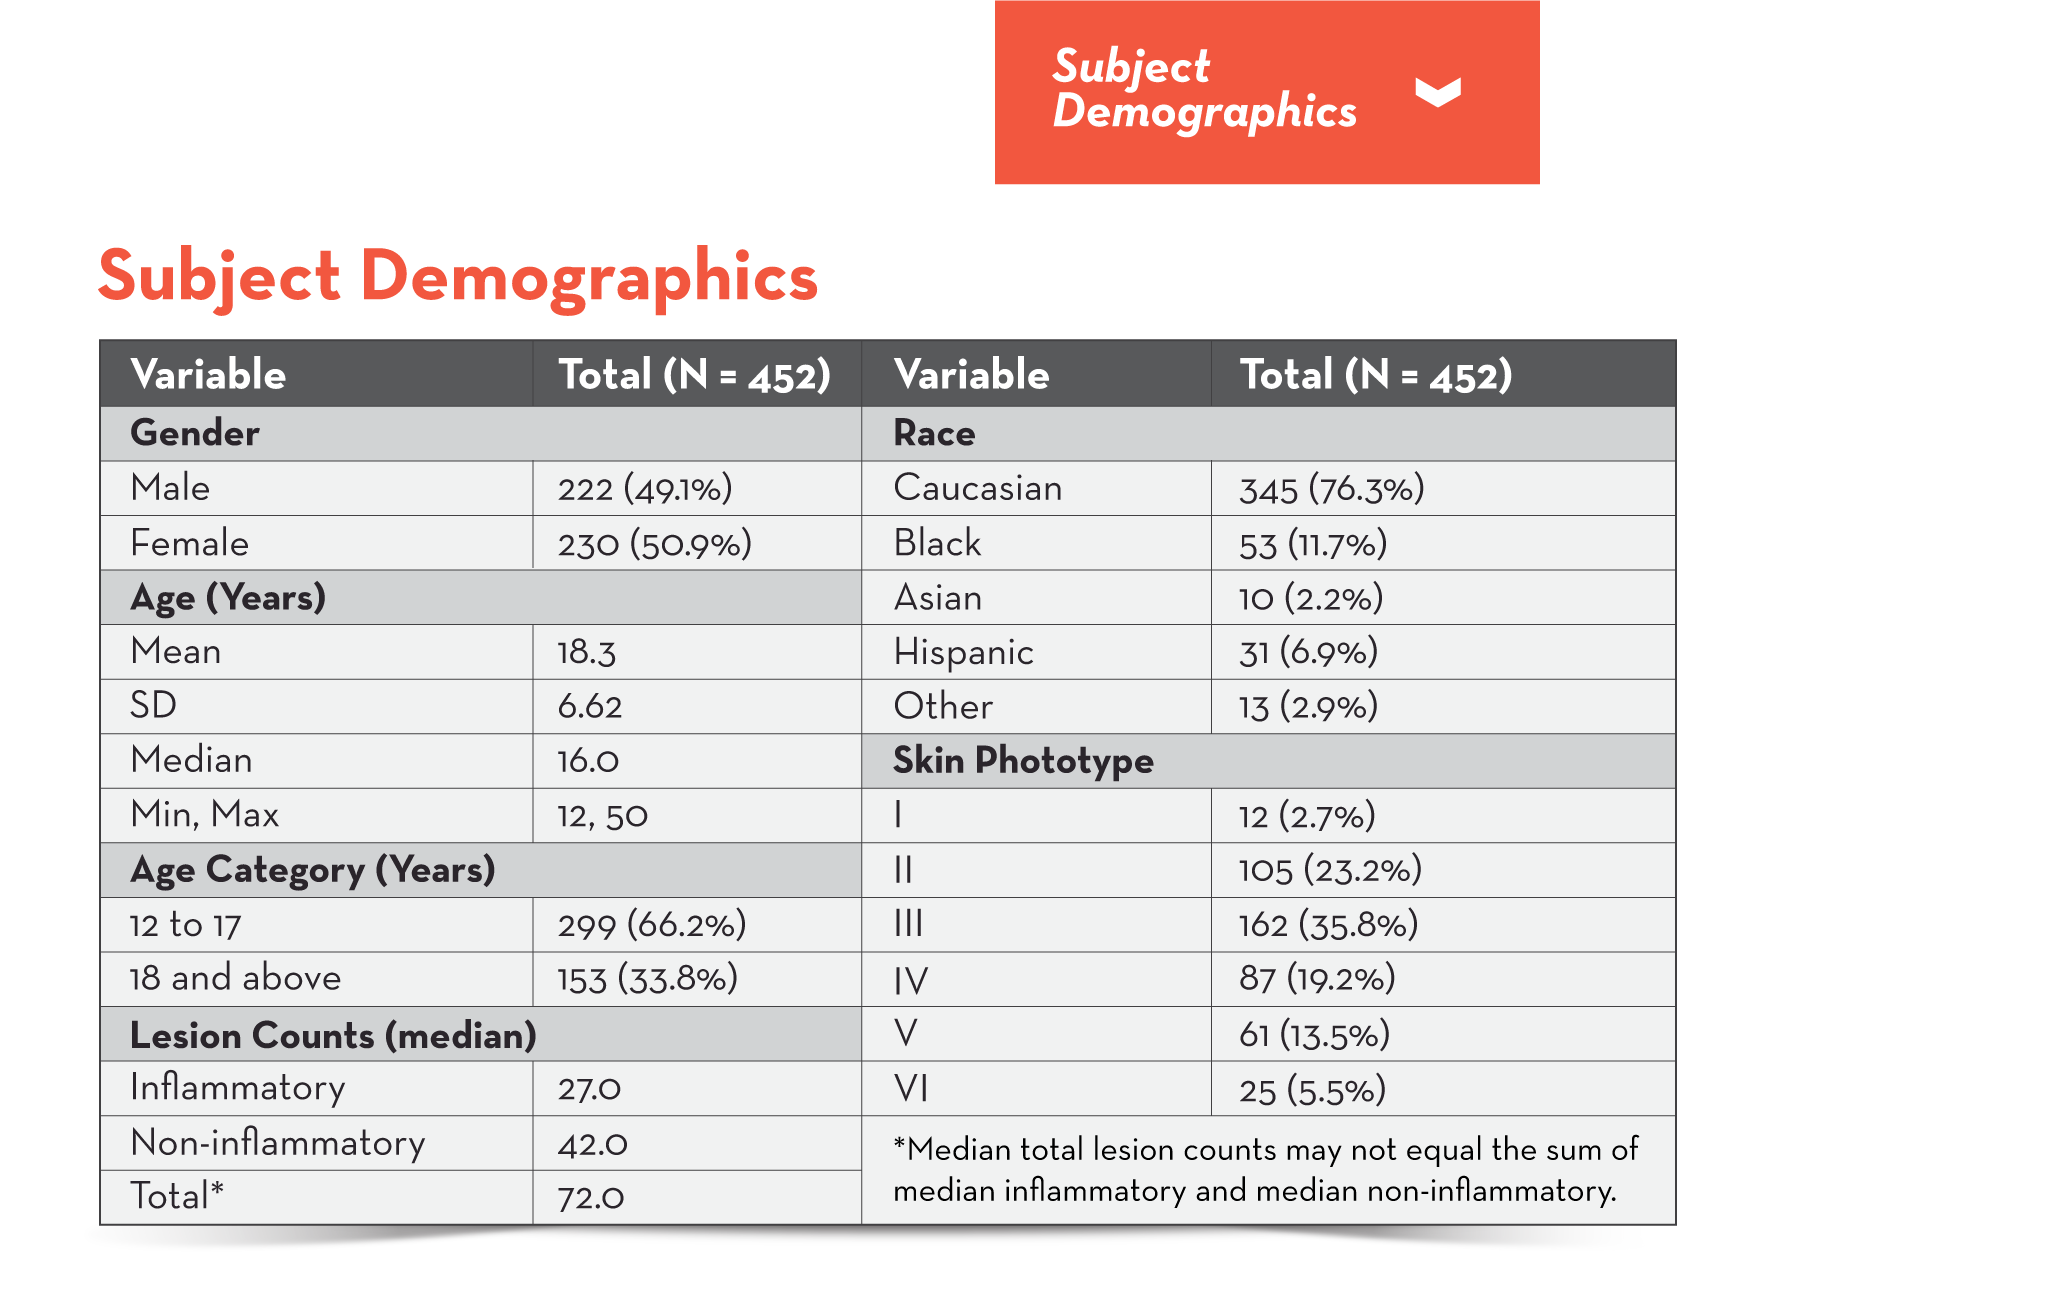 Subject
Demographics
Subject Demographics
Variable Total (N = 452) Variable Total (N = 452)
Gender Race
Male 222 (49.1%) Caucasian 345 (76.3%)
Female 230 (50.9%) Black 53 (11.7%)
Age (Years) Asian 10 (2.2%)
Mean 18.3 Hispanic 31 (6.9%)
SD 6.62 Other 13 (2.9%)
Median 16.0 Skin Phototype
Min, Max 12, 50 I 12 (2.7%)
Age Category (Years) II 105 (23.2%)
12 to 17 299 (66.2%) III 162 (35.8%)
18 and above 153 (33.8%) IV 87 (19.2%)
Lesion Counts (median) V 61 (13.5%)
Inflammatory 27.0 VI 25 (5.5%)
Non-inflammatory 42.0
Total* 72.0
*Median total lesion counts may not equal the sum of
median inflammatory and median non-inflammatory.